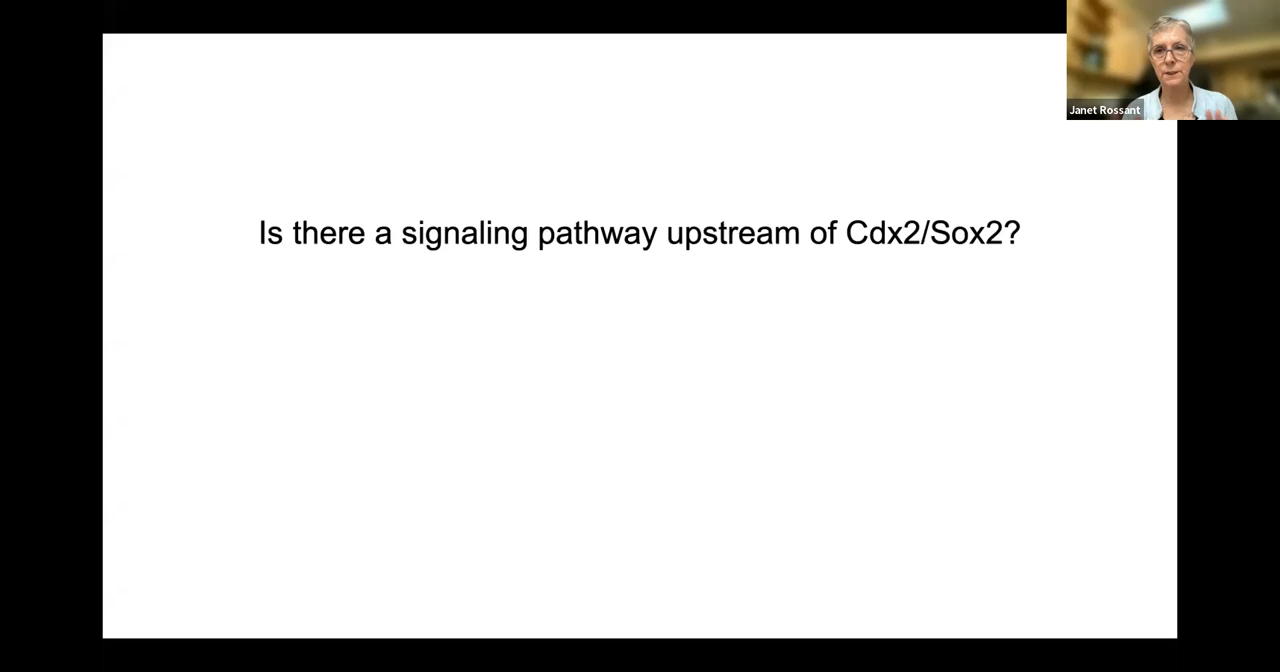 Janet Rossant
Is there a signaling pathway upstream of Cdx2/Sox2?